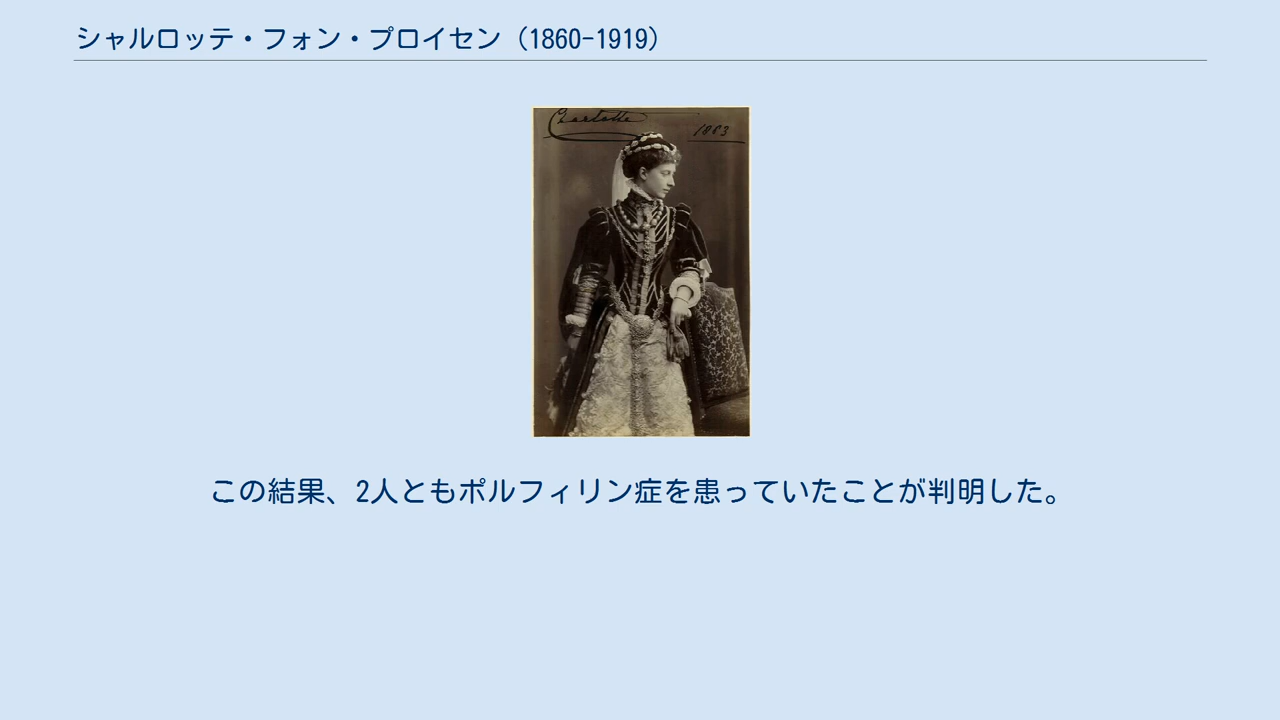 シャルロッテ・フォン・プロイセン（1860-1919）
Charlotte 1883
この結果、2人ともポルフィリン症を患っていたことが判明した。